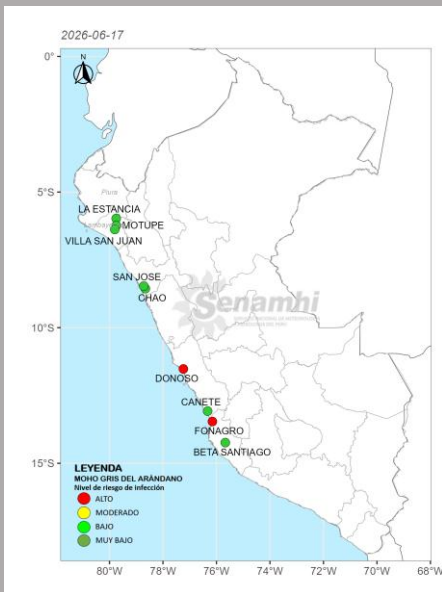 2026-06-17
N
0°
Piura
LA ESTANCIA
5°S
MOTUPE
VILLA SAN JUAN
SAN JOSE
CHAO
Senamhi
10°S
DONOSO
CANETE
FONAGRO
BETA SANTIAGO
15°S
LEYENDA
MOHO GRIS DEL ARÁNDANO
Nivel de riesgo de infección
ALTO
MODERADO
BAJO
MUY BAJO
80°W 78°W 76°W 74°W 72°W 70°W 68°W